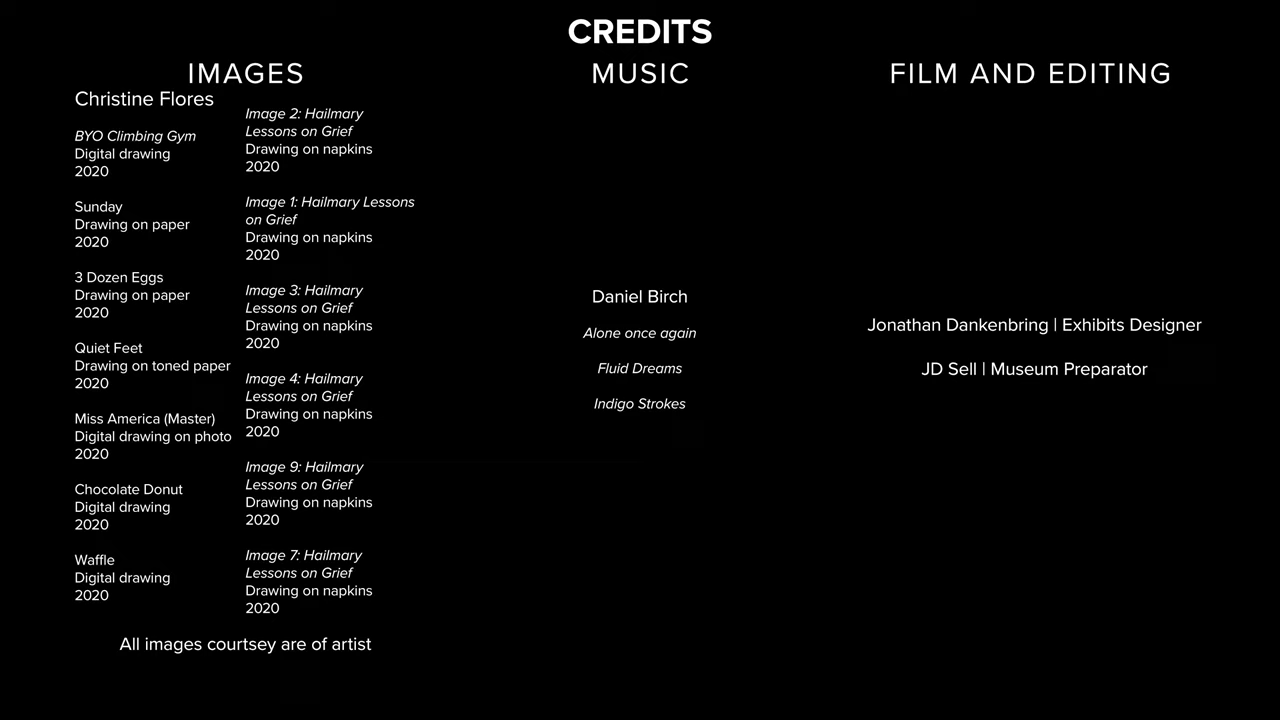 CREDITS
IMAGES
Christine Flores
BYO Climbing Gym
Digital drawing
2020
Sunday
Drawing on paper
2020
3 Dozen Eggs
Drawing on paper
2020
Quiet Feet
Drawing on toned paper
2020
Miss America (Master)
Digital drawing on photo
2020
Chocolate Donut
Digital drawing
2020
Waffle
Digital drawing
2020
Image 2: Hailmary
Lessons on Grief
Drawing on napkins
2020
Image 1: Hailmary Lessons
on Grief
Drawing on napkins
2020
Image 3: Hailmary
Lessons on Grief
Drawing on napkins
2020
Image 4: Hailmary
Lessons on Grief
Drawing on napkins
2020
Image 9: Hailmary
Lessons on Grief
Drawing on napkins
2020
Image 7: Hailmary
Lessons on Grief
Drawing on napkins
2020
All images courtsey are of artist
MUSIC
Daniel Birch
Alone once again
Fluid Dreams
Indigo Strokes
FILM AND EDITING
Jonathan Dankenbring | Exhibits Designer
JD Sell | Museum Preparator